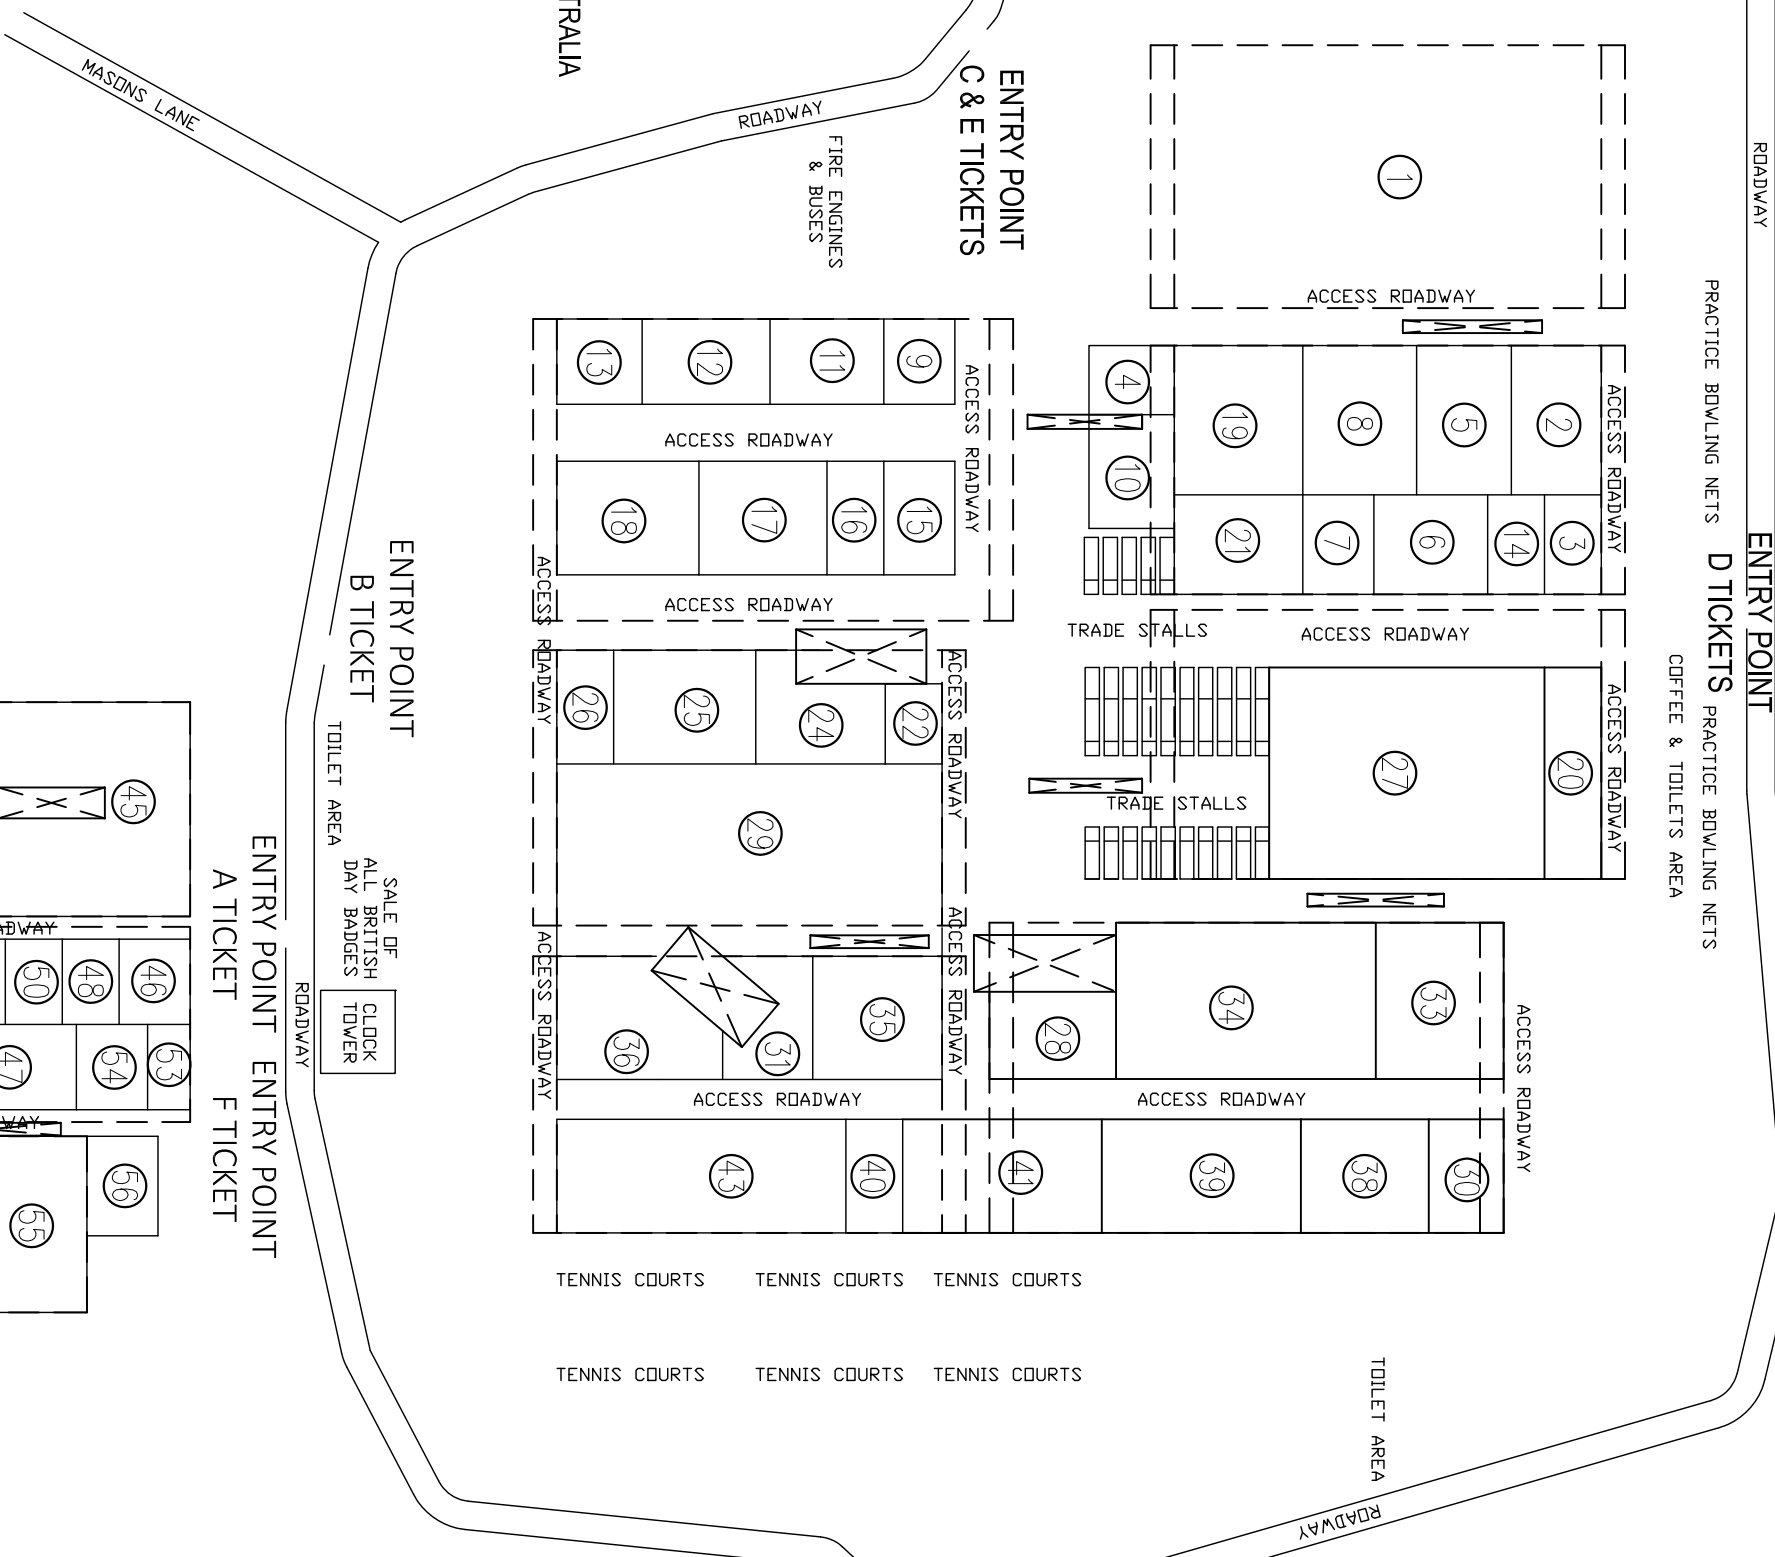 TRALIA
MASONS LANE
ROADWAY
FIRE ENGINES
& BUSES
ENTRY POINT
C & E TICKETS
1
ACCESS ROADWAY
ROADWAY
PRACTICE BOWLING NETS
ENTRY POINT
D TICKETS
PRACTICE BOWLING NETS
COFFEE & TOILETS AREA
13
12
11
9
ACCESS ROADWAY
ACCESS ROADWAY
18
17
16
15
ACCESS ROADWAY
ACCESS ROADWAY
4
10
19
8
5
2
ACCESS ROADWAY
21
7
6
14
3
TRADE STALLS
ACCESS ROADWAY
27
20
ACCESS ROADWAY
TRADE STALLS
ENTRY POINT
B TICKET
TOILET AREA
26
25
24
22
ACCESS ROADWAY
29
SALE OF
ALL BRITISH
DAY BADGES
CLOCK
TOWER
ROADWAY
ACCESS ROADWAY
ACCESS ROADWAY
36
31
35
28
34
33
ACCESS ROADWAY
ACCESS ROADWAY
ACCESS ROADWAY
43
40
41
39
38
30
45
ENTRY POINT
A TICKET
ENTRY POINT
F TICKET
ADWAY
50
48
46
47
54
53
WAY
56
55
TENNIS COURTS
TENNIS COURTS
TENNIS COURTS
TENNIS COURTS
TENNIS COURTS
TENNIS COURTS
TOILET AREA
ROADWAY